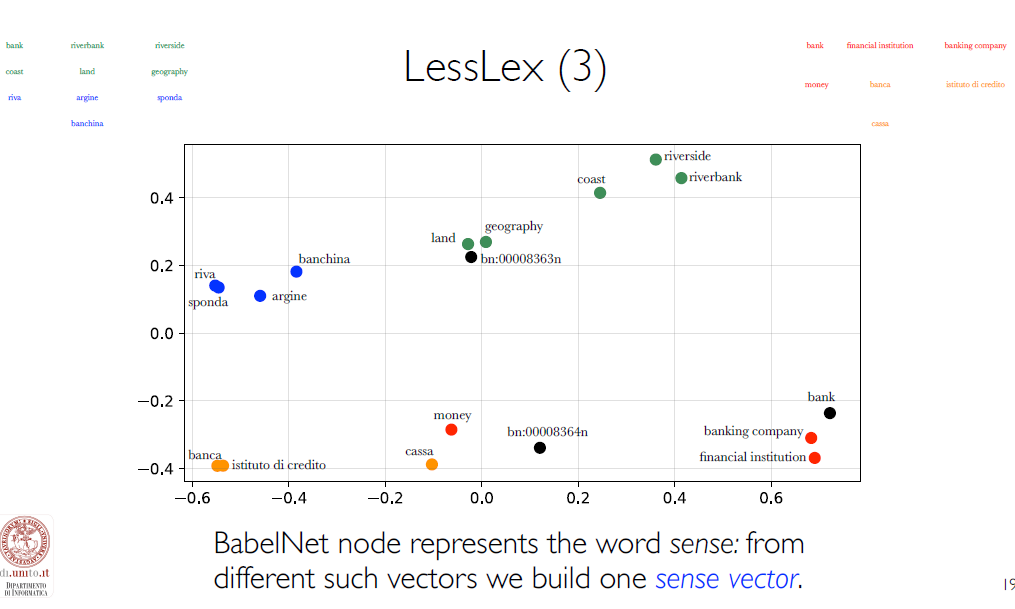 LessLex (3)
bank riverbank riverside
coast land geography
riva argine sponda
banchina
bank financial institution banking company
money banca istituto di credito
cassa
0.4
0.2
0.0
−0.2
−0.4
−0.6 −0.4 −0.2 0.0 0.2 0.4 0.6
riverside
riverbank
coast
geography
land
bn:00008363n
banchina
riva
argine
sponda
bank
money
bn:00008364n
banking company
cassa
financial institution
banca
istituto di credito
BabelNet node represents the word sense: from
different such vectors we build one sense vector.
di.unito.it
DIPARTIMENTO
DI INFORMATICA
19